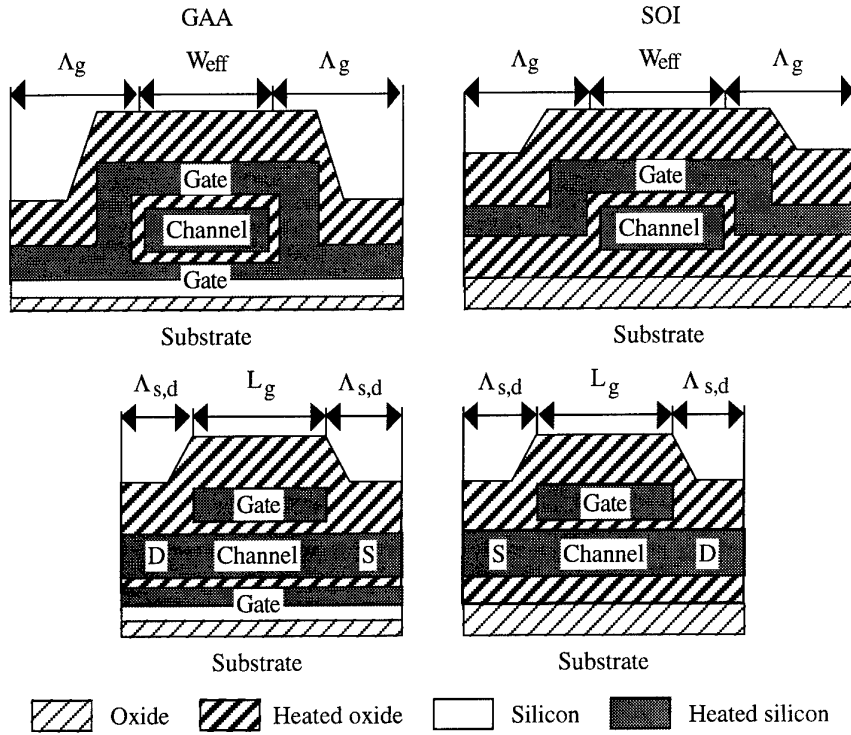 GAA
SOI
Λg Weff Λg
Λg Weff Λg
Gate
Channel
Gate
Substrate
Gate
Channel
Substrate
Λs,d Lg Λs,d
Λs,d Lg Λs,d
Gate
D Channel S
Gate
Substrate
Gate
S Channel D
Substrate
Oxide Heated oxide Silicon Heated silicon